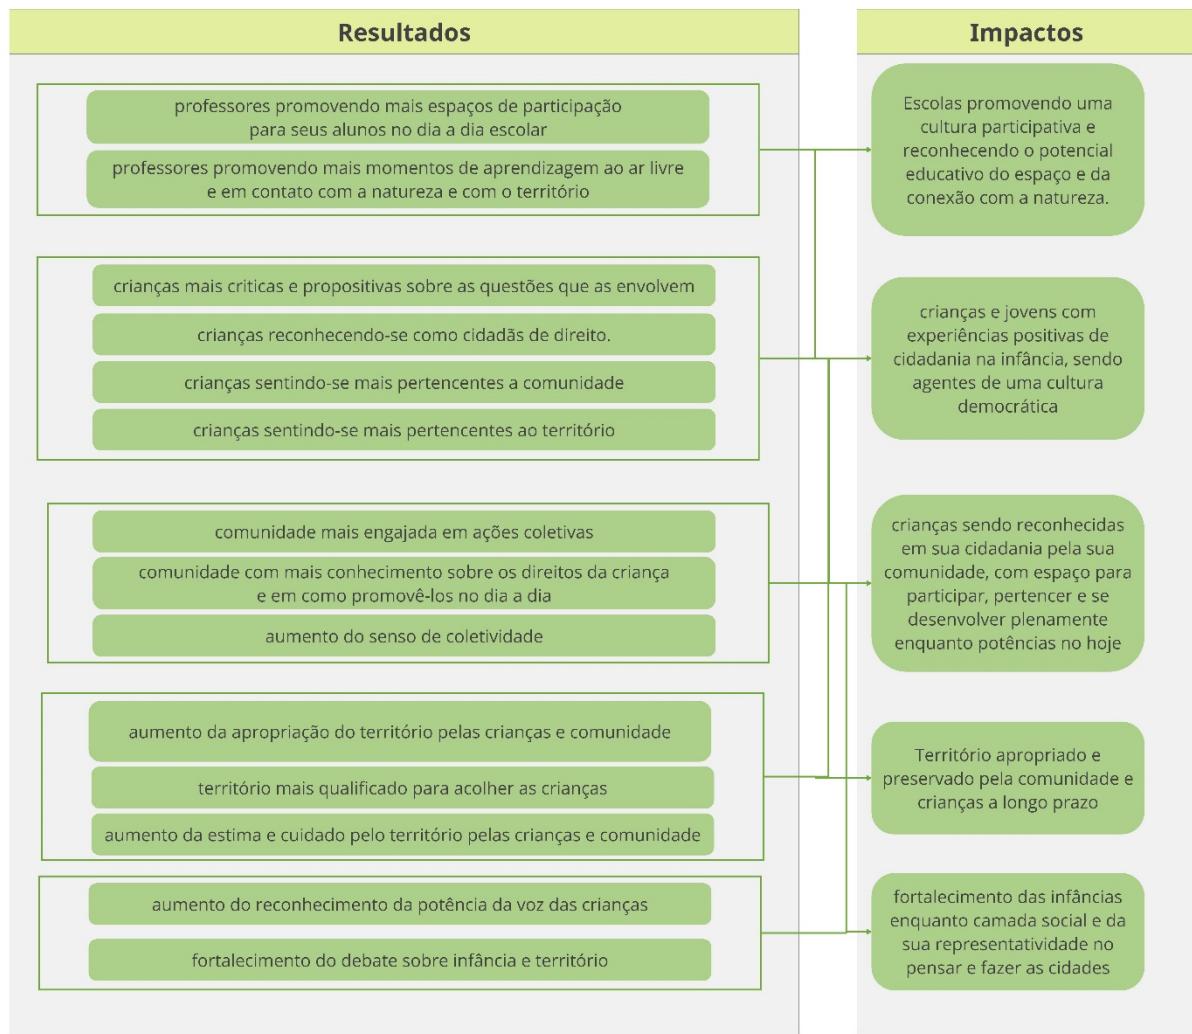 Resultados
professores promovendo mais espaços de participação
para seus alunos no dia a dia escolar
professores promovendo mais momentos de aprendizagem ao ar livre
e em contato com a natureza e com o território
crianças mais criticas e propositivas sobre as questões que as envolvem
crianças reconhecendo-se como cidadãs de direito.
crianças sentindo-se mais pertencentes a comunidade
crianças sentindo-se mais pertencentes ao território
comunidade mais engajada em ações coletivas
comunidade com mais conhecimento sobre os direitos da criança
e em como promovê-los no dia a dia
aumento do senso de coletividade
aumento da apropriação do território pelas crianças e comunidade
território mais qualificado para acolher as crianças
aumento da estima e cuidado pelo território pelas crianças e comunidade
aumento do reconhecimento da potência da voz das crianças
fortalecimento do debate sobre infância e território
Impactos
Escolas promovendo uma
cultura participativa e
reconhecendo o potencial
educativo do espaço e da
conexão com a natureza.
crianças e jovens com
experiências positivas de
cidadania na infância, sendo
agentes de uma cultura
democrática
crianças sendo reconhecidas
em sua cidadania pela sua
comunidade, com espaço para
participar, pertencer e se
desenvolver plenamente
enquanto potências no hoje
Território apropriado e
preservado pela comunidade e
crianças a longo prazo
fortalecimento das infâncias
enquanto camada social e da
sua representatividade no
pensar e fazer as cidades